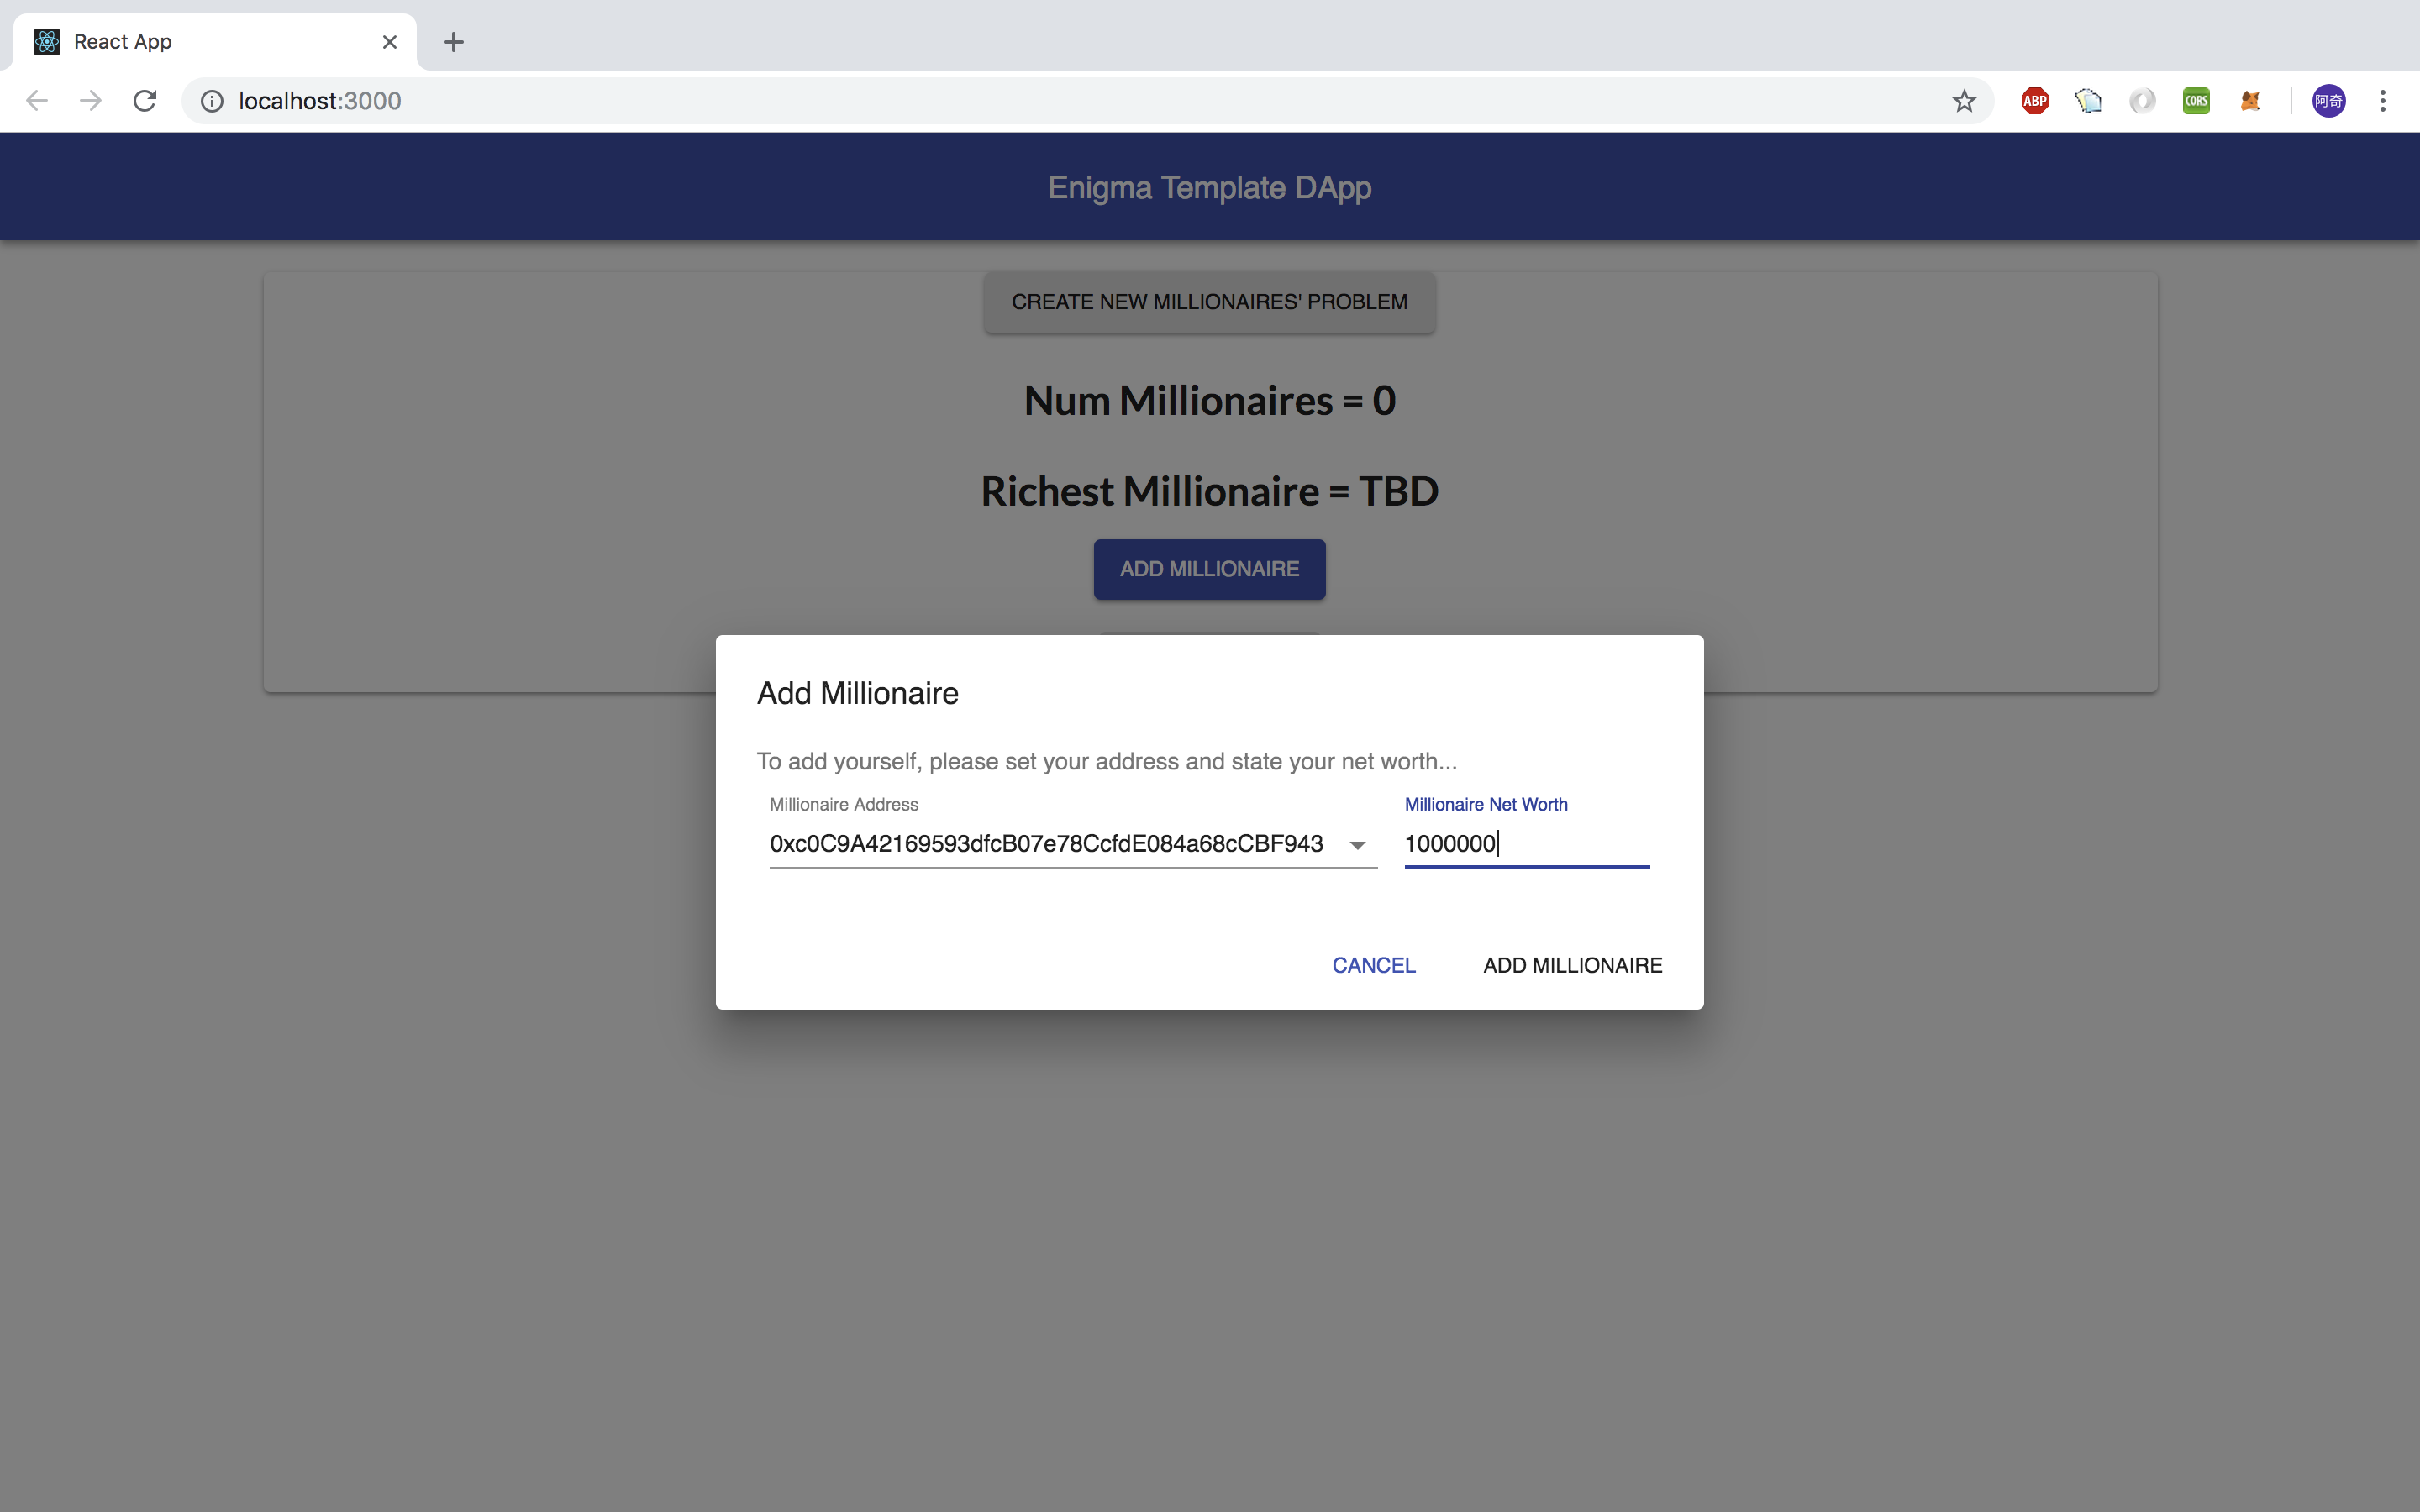 React App
localhost:3000
ABP
CORS
阿奇
Enigma Template DApp
CREATE NEW MILLIONAIRES' PROBLEM
Num Millionaires = 0
Richest Millionaire = TBD
ADD MILLIONAIRE
Add Millionaire
To add yourself, please set your address and state your net worth...
Millionaire Address
Millionaire Net Worth
0xc0C9A42169593dfcB07e78CcfdE084a68cCBF943
1000000
CANCEL
ADD MILLIONAIRE